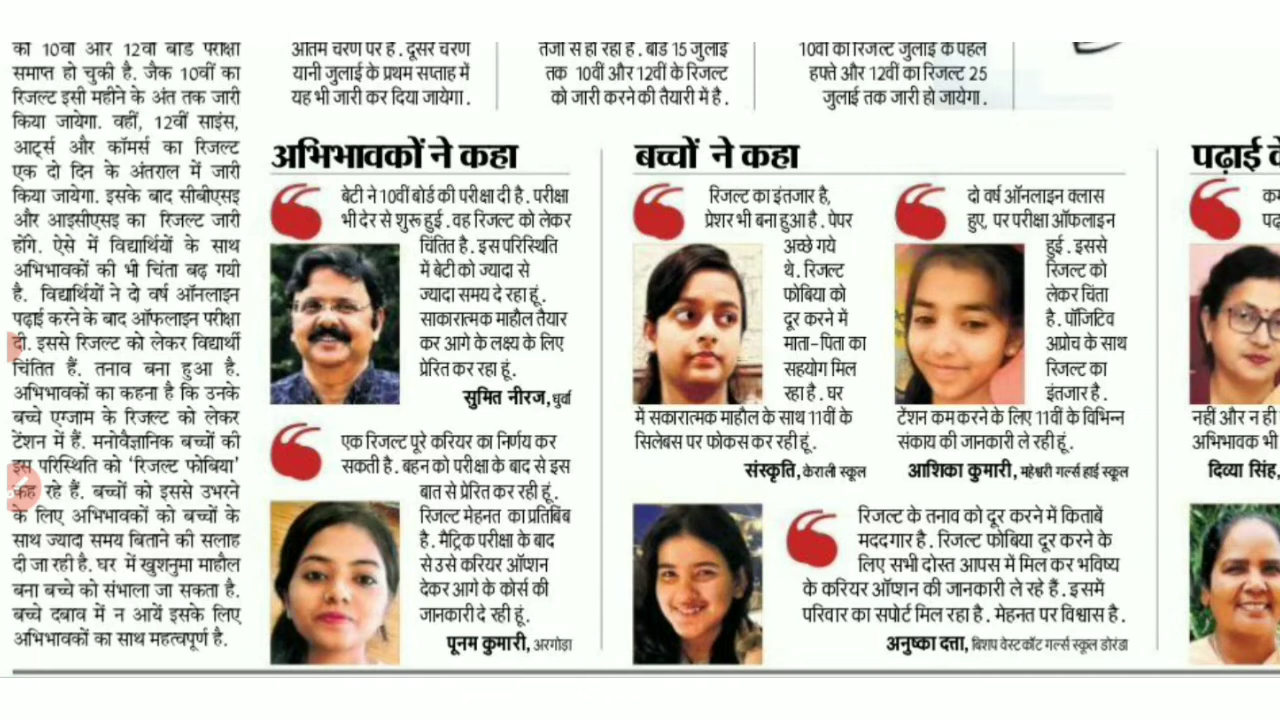 की 10वीं और 12वीं बोर्ड परीक्षा
समाप्त हो चुकी है. जैक 10वीं का
रिजल्ट इसी महीने के अंत तक जारी
किया जायेगा. वहीं, 12वीं साइंस,
आर्ट्स और कॉमर्स का रिजल्ट
एक दो दिन के अंतराल में जारी
किया जायेगा. इसके बाद सीबीएसइ
और आइसीएसइ का रिजल्ट जारी
होंगे. ऐसे में विद्यार्थियों के साथ
अभिभावकों की भी चिंता बढ़ गयी
है. विद्यार्थियों ने दो वर्ष ऑनलाइन
पढ़ाई करने के बाद ऑफलाइन परीक्षा
दी. इससे रिजल्ट को लेकर विद्यार्थी
चिंतित हैं. तनाव बना हुआ है.
अभिभावकों का कहना है कि उनके
बच्चे एग्जाम के रिजल्ट को लेकर
टेंशन में हैं. मनोवैज्ञानिक बच्चों की
इस परिस्थिति को 'रिजल्ट फोबिया'
कह रहे हैं. बच्चों को इससे उभरने
के लिए अभिभावकों को बच्चों के
साथ ज्यादा समय बिताने की सलाह
दी जा रही है. घर में खुशनुमा माहौल
बना बच्चे को संभाला जा सकता है.
बच्चे दबाव में न आयें इसके लिए
अभिभावकों का साथ महत्वपूर्ण है.
अंतिम चरण पर है. दूसरे चरण
यानी जुलाई के प्रथम सप्ताह में
यह भी जारी कर दिया जायेगा.
तेजी से हो रहा है. बोर्ड 15 जुलाई
तक 10वीं और 12वीं के रिजल्ट
को जारी करने की तैयारी में है.
10वीं का रिजल्ट जुलाई के पहले
हफ्ते और 12वीं का रिजल्ट 25
जुलाई तक जारी हो जायेगा.
अभिभावकों ने कहा
बेटी ने 10वीं बोर्ड की परीक्षा दी है. परीक्षा
भी देर से शुरू हुई. वह रिजल्ट को लेकर
चिंतित है. इस परिस्थिति
में बेटी को ज्यादा से
ज्यादा समय दे रहा हूं.
साकारात्मक माहौल तैयार
कर आगे के लक्ष्य के लिए
प्रेरित कर रहा हूं.
सुमित नीरज, धुर्वा
एक रिजल्ट पूरे करियर का निर्णय कर
सकती है. बहन को परीक्षा के बाद से इस
बात से प्रेरित कर रही हूं.
रिजल्ट मेहनत का प्रतिबिंब
है. मैट्रिक परीक्षा के बाद
से उसे करियर ऑप्शन
देकर आगे के कोर्स की
जानकारी दे रही हूं.
पूनम कुमारी, अरगोड़ा
बच्चों ने कहा
रिजल्ट का इंतजार है,
प्रेशर भी बना हुआ है. पेपर
अच्छे गये
थे. रिजल्ट
फोबिया को
दूर करने में
माता-पिता का
सहयोग मिल
रहा है. घर
में सकारात्मक माहौल के साथ 11वीं के
सिलेबस पर फोकस कर रही हूं.
संस्कृति, केराली स्कूल
दो वर्ष ऑनलाइन क्लास
हुए, पर परीक्षा ऑफलाइन
हुई. इससे
रिजल्ट को
लेकर चिंता
है. पॉजिटिव
अप्रोच के साथ
रिजल्ट का
इंतजार है.
टेंशन कम करने के लिए 11वीं के विभिन्न
संकाय की जानकारी ले रही हूं.
आशिका कुमारी, महेश्वरी गर्ल्स हाई स्कूल
रिजल्ट के तनाव को दूर करने में किताबें
मददगार है. रिजल्ट फोबिया दूर करने के
लिए सभी दोस्त आपस में मिल कर भविष्य
के करियर ऑप्शन की जानकारी ले रहे हैं. इसमें
परिवार का सपोर्ट मिल रहा है. मेहनत पर विश्वास है.
अनुष्का दत्ता, बिशप वेस्टकॉट गर्ल्स स्कूल डोरंडा
पढ़ाई
नहीं और न ही
अभिभावक भी
दिव्या सिंह,